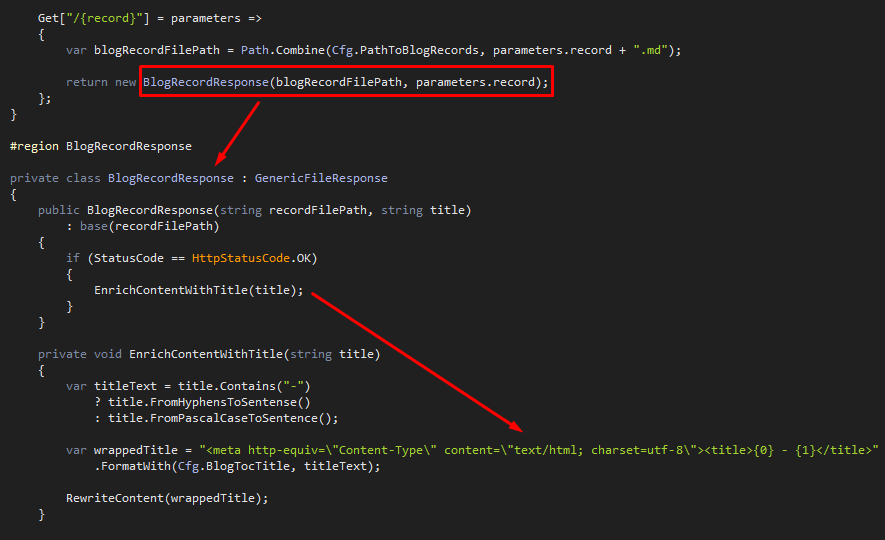 Get["/{record}"] = parameters =>
{
var blogRecordFilePath = Path.Combine(Cfg.PathToBlogRecords, parameters.record + ".md");
return new BlogRecordResponse(blogRecordFilePath, parameters.record);
};
}
#region BlogRecordResponse
private class BlogRecordResponse : GenericFileResponse
{
public BlogRecordResponse(string recordFilePath, string title)
: base(recordFilePath)
{
if (StatusCode == HttpStatusCode.OK)
{
EnrichContentWithTitle(title);
}
}
private void EnrichContentWithTitle(string title)
{
var titleText = title.Contains("-")
? title.FromHyphensToSentense()
: title.FromPascalCaseToSentence();
var wrappedTitle = "<meta http-equiv=\"Content-Type\" content=\"text/html; charset=utf-8\"><title>{0} - {1}</title>"
.FormatWith(Cfg.BlogTocTitle, titleText);
RewriteContent(wrappedTitle);
}